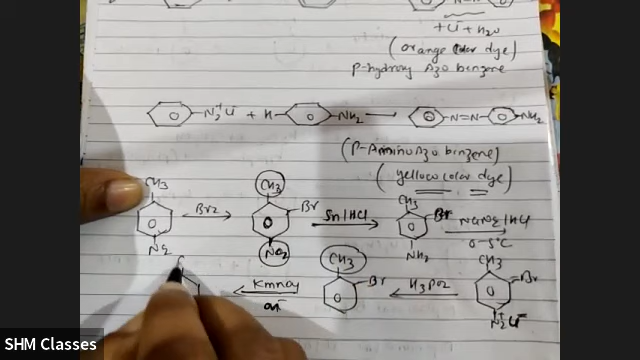 +Cl⁻ + H2O
(orange color dye)
p-hydroxy Azo benzene
N2⁺Cl⁻ + H NH2 → N=N NH2
(P-Amino Azo benzene)
(yellow color dye)
CH3 CH3 CH3
Br2 Br Sn/HCl Br NaNO2/HCl
NO2 NO2 NH2 0-5°C
CH3 CH3
KMnO4 Br H3PO2 Br
OH⁻ N2⁺Cl⁻
SHM Classes